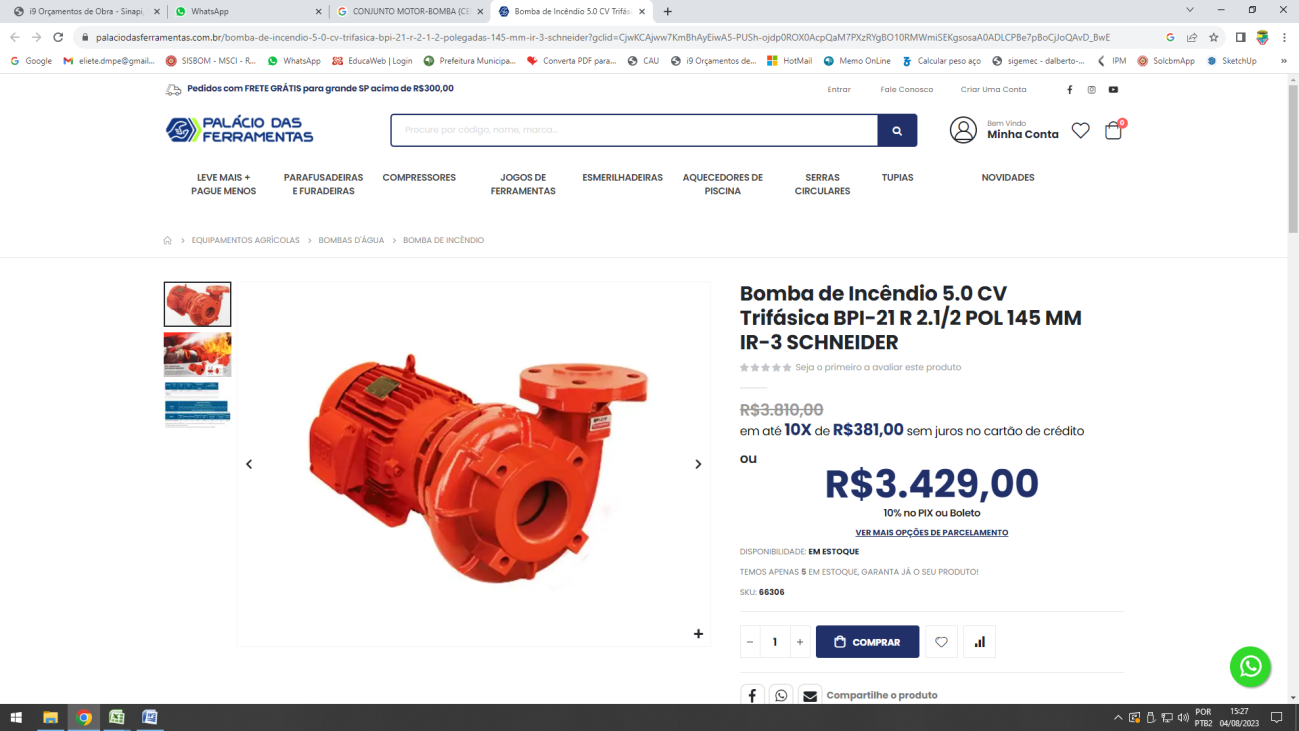 i9 Orçamentos de Obra - Sinapi,
WhatsApp
CONJUNTO MOTOR-BOMBA (CE
Bomba de Incêndio 5.0 CV Trifás
palaciodasferramentas.com.br/bomba-de-incendio-5-0-cv-trifasica-bpi-21-r-2-1-2-polegadas-145-mm-ir-3-schneider?gclid=CjwKCAjww7KmBhAyEiwA5-PUSh-ojdp0ROX0AcpQaM7PXzRYgBO10RMWmiSEKgsosaA0ADLCPBe7pBoCjJoQAvD_BwE
Google
eliete.dmpe@gmail...
SISBOM - MSCI - R...
WhatsApp
EducaWeb | Login
Prefeitura Municipa...
Converta PDF para...
CAU
i9 Orçamentos de...
HotMail
Memo OnLine
Calcular peso aço
sigemec - dalberto-...
IPM
SolcbmApp
SketchUp
»
Pedidos com FRETE GRÁTIS para grande SP acima de R$300,00
Entrar
Fale Conosco
Criar Uma Conta
PALÁCIO DAS
FERRAMENTAS
Procure por código, nome, marca...
Bem Vindo
Minha Conta
0
LEVE MAIS +
PAGUE MENOS
PARAFUSADEIRAS
E FURADEIRAS
COMPRESSORES
JOGOS DE
FERRAMENTAS
ESMERILHADEIRAS
AQUECEDORES DE
PISCINA
SERRAS
CIRCULARES
TUPIAS
NOVIDADES
EQUIPAMENTOS AGRÍCOLAS > BOMBAS D'ÁGUA > BOMBA DE INCÊNDIO
Bomba de Incêndio 5.0 CV
Trifásica BPI-21 R 2.1/2 POL 145 MM
IR-3 SCHNEIDER
Seja o primeiro a avaliar este produto
R$3.810,00
em até 10X de R$381,00 sem juros no cartão de crédito
ou
R$3.429,00
10% no PIX ou Boleto
VER MAIS OPÇÕES DE PARCELAMENTO
DISPONIBILIDADE: EM ESTOQUE
TEMOS APENAS 5 EM ESTOQUE, GARANTA JÁ O SEU PRODUTO!
SKU: 66306
- 1 +
COMPRAR
Compartilhe o produto
POR
PTB2
15:27
04/08/2023